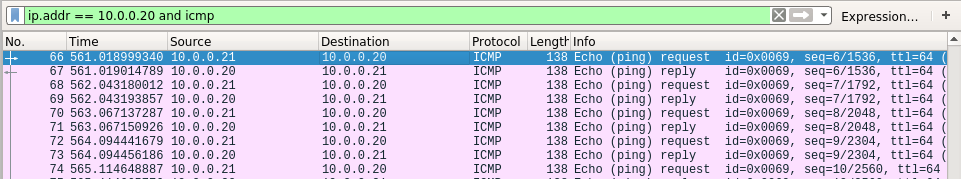 ip.addr == 10.0.0.20 and icmp Expression... +
No. Time Source Destination Protocol Length Info
66 561.018999340 10.0.0.21 10.0.0.20 ICMP 138 Echo (ping) request id=0x0069, seq=6/1536, ttl=64 (
67 561.019014789 10.0.0.20 10.0.0.21 ICMP 138 Echo (ping) reply id=0x0069, seq=6/1536, ttl=64 (
68 562.043180012 10.0.0.21 10.0.0.20 ICMP 138 Echo (ping) request id=0x0069, seq=7/1792, ttl=64 (
69 562.043193857 10.0.0.20 10.0.0.21 ICMP 138 Echo (ping) reply id=0x0069, seq=7/1792, ttl=64 (
70 563.067137287 10.0.0.21 10.0.0.20 ICMP 138 Echo (ping) request id=0x0069, seq=8/2048, ttl=64 (
71 563.067150926 10.0.0.20 10.0.0.21 ICMP 138 Echo (ping) reply id=0x0069, seq=8/2048, ttl=64 (
72 564.094441679 10.0.0.21 10.0.0.20 ICMP 138 Echo (ping) request id=0x0069, seq=9/2304, ttl=64 (
73 564.094456186 10.0.0.20 10.0.0.21 ICMP 138 Echo (ping) reply id=0x0069, seq=9/2304, ttl=64 (
74 565.114648887 10.0.0.21 10.0.0.20 ICMP 138 Echo (ping) request id=0x0069, seq=10/2560, ttl=64